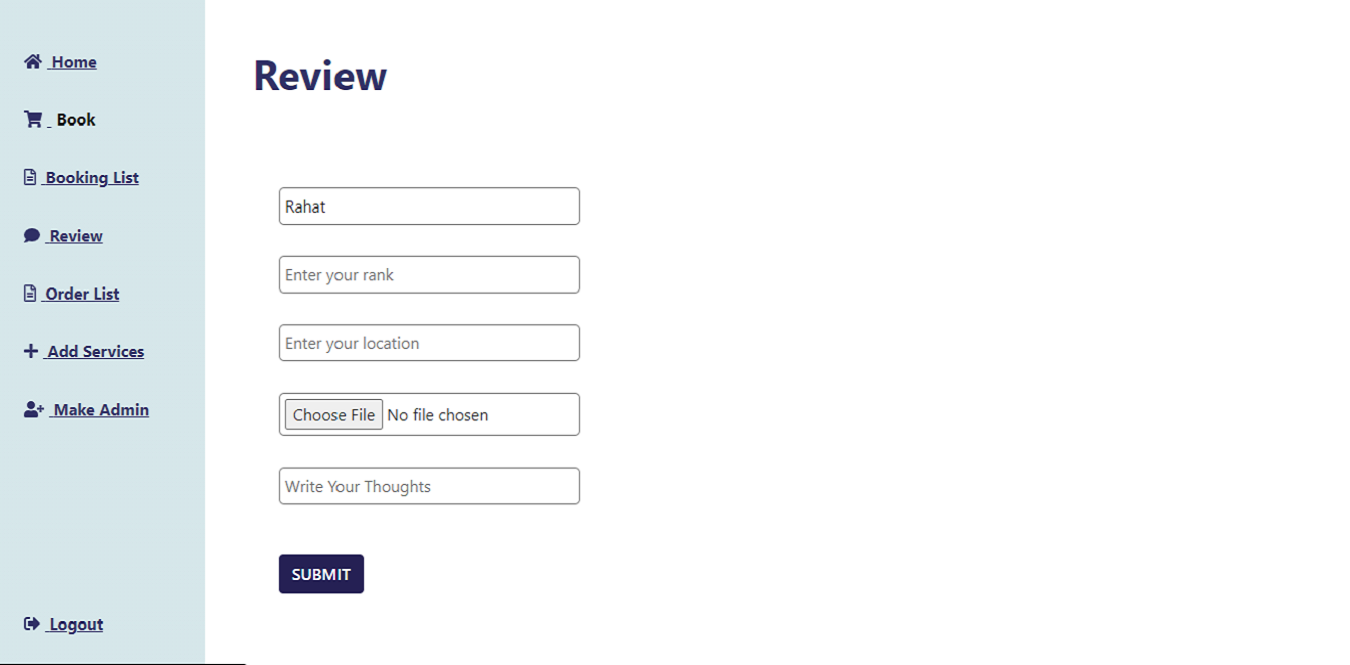 Home
Book
Booking List
Review
Order List
Add Services
Make Admin
Logout
Review
Rahat
Enter your rank
Enter your location
Choose File No file chosen
Write Your Thoughts
SUBMIT